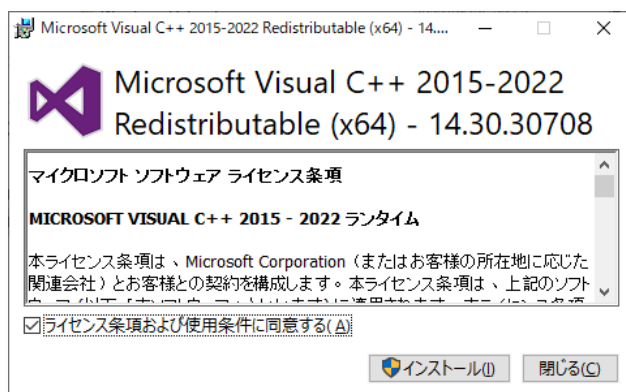 Microsoft Visual C++ 2015-2022 Redistributable (x64) - 14....
Microsoft Visual C++ 2015-2022
Redistributable (x64) - 14.30.30708
マイクロソフト ソフトウェア ライセンス条項
MICROSOFT VISUAL C++ 2015 - 2022 ランタイム
本ライセンス条項は、Microsoft Corporation（またはお客様の所在地に応じた
関連会社）とお客様との契約を構成します。本ライセンス条項は、上記のソフト
ライセンス条項および使用条件に同意する(A)
インストール(I)
閉じる(C)